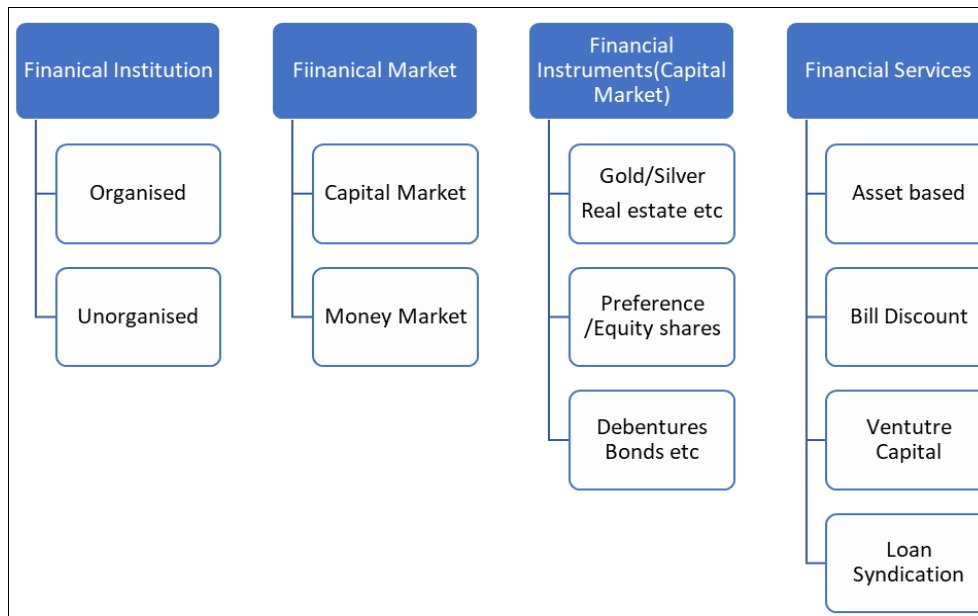 Finanical Institution
Organised
Unorganised
Fiinanical Market
Capital Market
Money Market
Financial
Instruments(Capital
Market)
Gold/Silver
Real estate etc
Preference
/Equity shares
Debentures
Bonds etc
Financial Services
Asset based
Bill Discount
Ventutre
Capital
Loan
Syndication